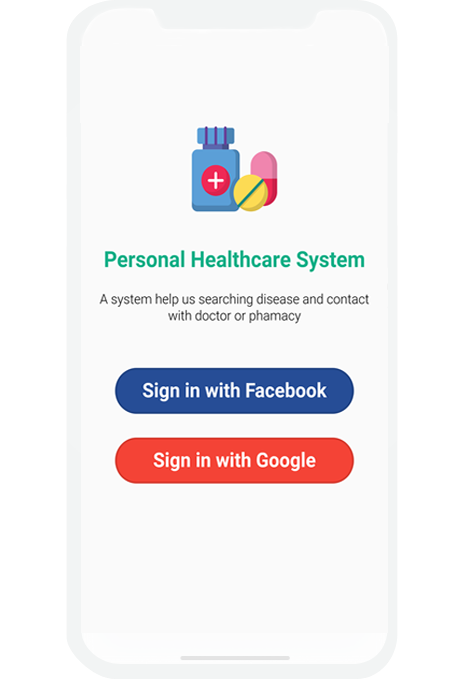 Personal Healthcare System
A system help us searching disease and contact
with doctor or phamacy
Sign in with Facebook
Sign in with Google